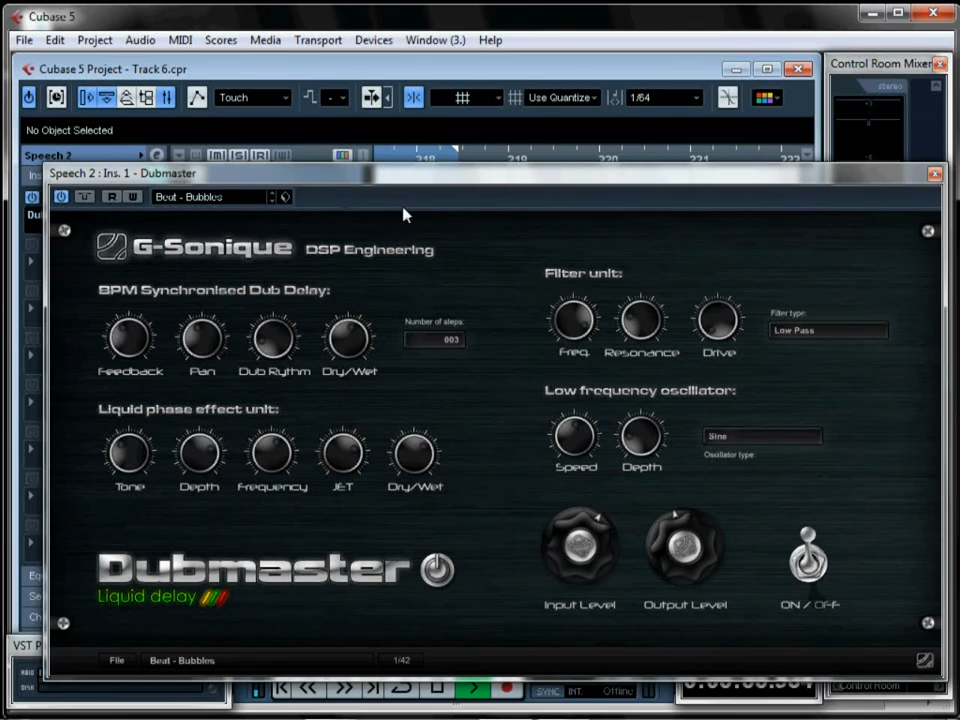 Cubase 5
File Edit Project Audio MIDI Scores Media Transport Devices Window (3.) Help
Cubase 5 Project - Track 6.cpr
Control Room Mixer
stereo
Touch
Use Quantize
1/64
No Object Selected
Speech 2
218 219 220 221 222
Speech 2 : Ins. 1 - Dubmaster
R W Beat - Bubbles
G-Sonique DSP Engineering
BPM Synchronised Dub Delay:
Number of steps:
003
Feedback Pan Dub Rythm Dry/Wet
Filter unit:
Filter type:
Low Pass
Freq. Resonance Drive
Liquid phase effect unit:
Tone Depth Frequency JET Dry/Wet
Low frequency oscillator:
Sine
Oscillator type:
Speed Depth
Dubmaster
Liquid delay
Input Level Output Level ON / OFF
File Beat - Bubbles 1/42
VST P
DISK
SYNC INT. Offline
Control Room